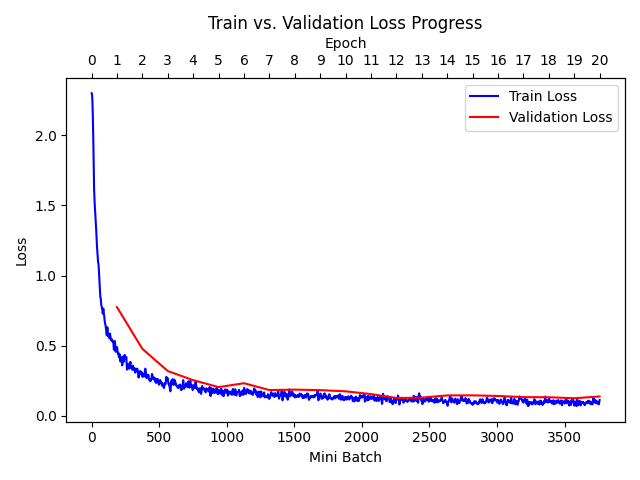 Train vs. Validation Loss Progress
Epoch
0 1 2 3 4 5 6 7 8 9 10 11 12 13 14 15 16 17 18 19 20
Train Loss
Validation Loss
2.0
1.5
1.0
0.5
0.0
Loss
0 500 1000 1500 2000 2500 3000 3500
Mini Batch